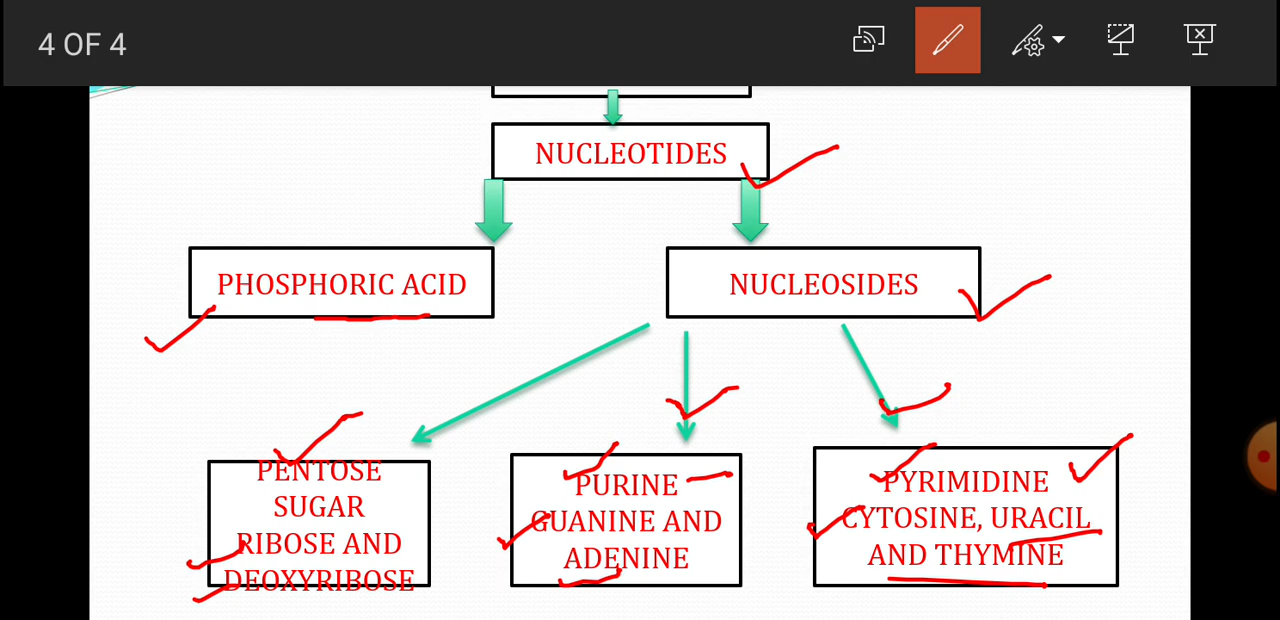 4 OF 4
NUCLEOTIDES
PHOSPHORIC ACID
NUCLEOSIDES
PENTOSE
SUGAR
RIBOSE AND
DEOXYRIBOSE
PURINE
GUANINE AND
ADENINE
PYRIMIDINE
CYTOSINE, URACIL
AND THYMINE